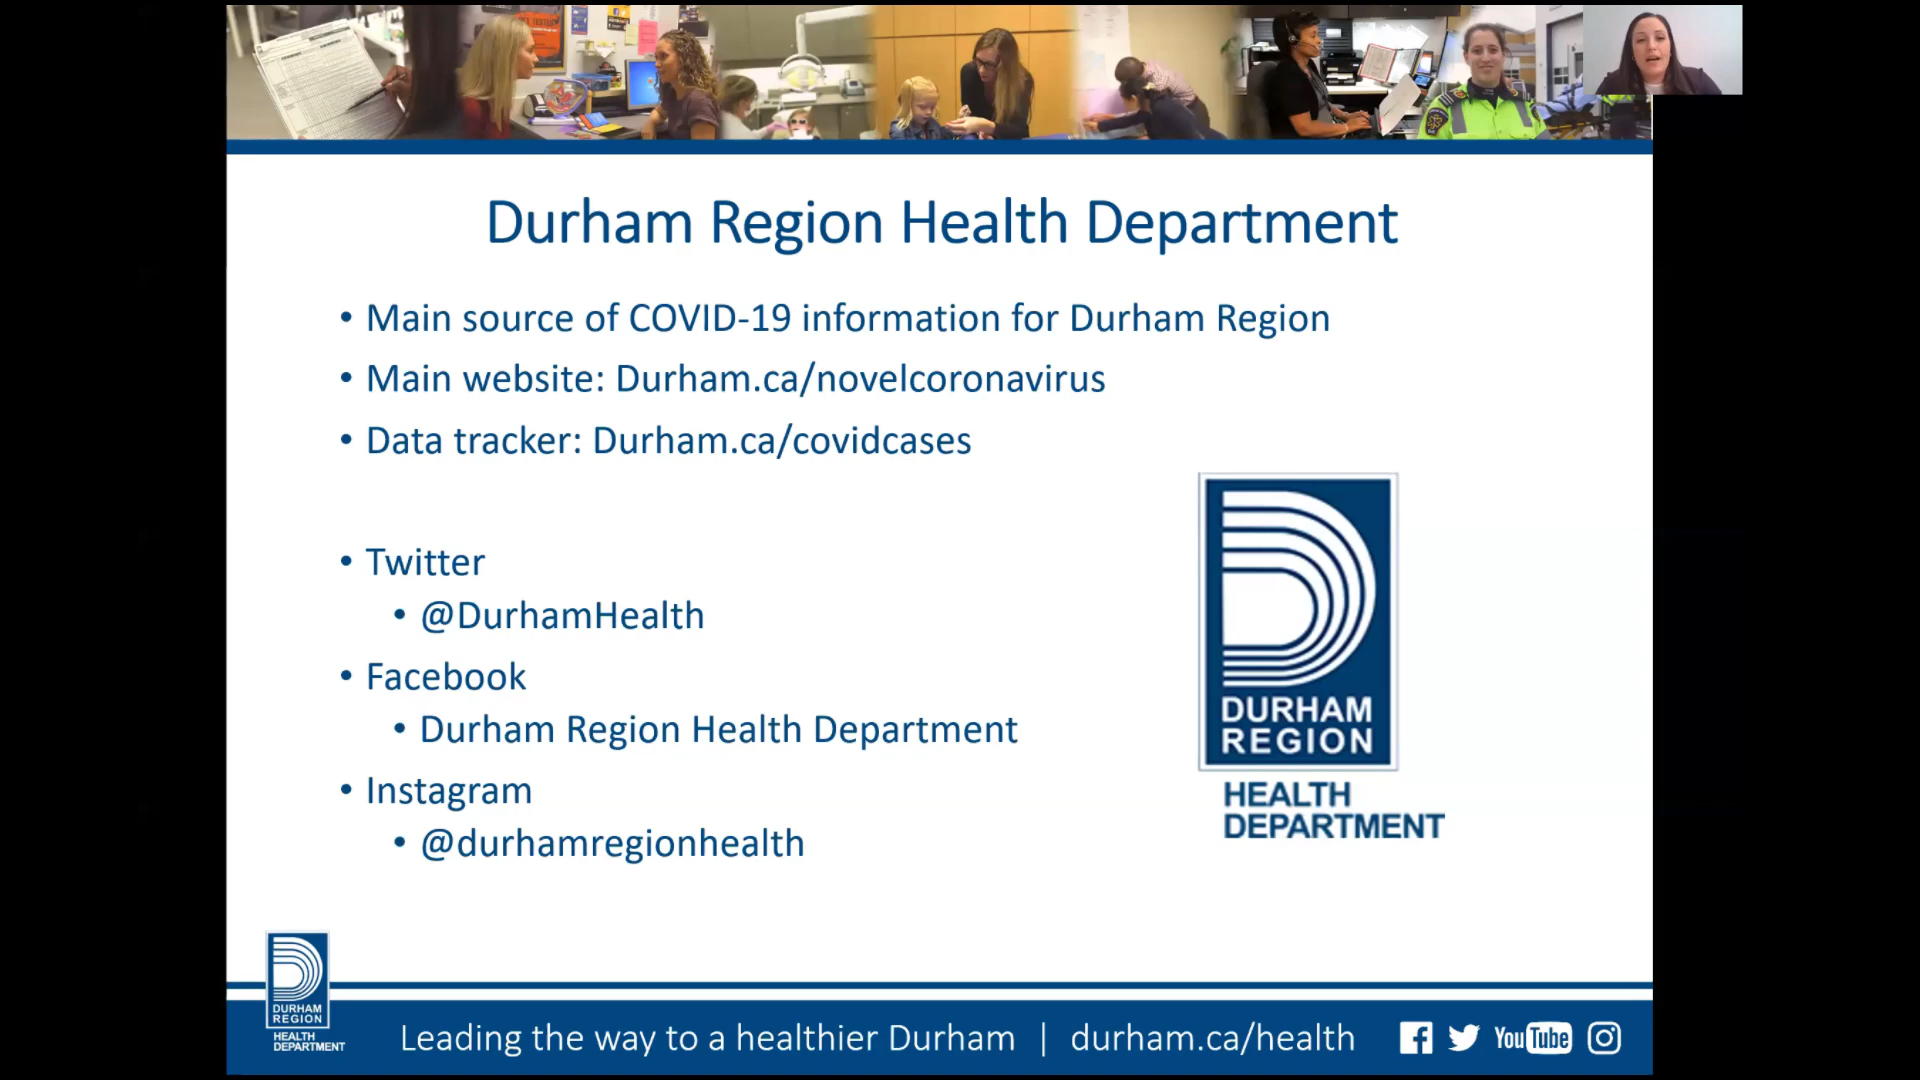 Durham Region Health Department
• Main source of COVID-19 information for Durham Region
• Main website: Durham.ca/novelcoronavirus
• Data tracker: Durham.ca/covidcases
• Twitter
• @DurhamHealth
• Facebook
• Durham Region Health Department
• Instagram
• @durhamregionhealth
DURHAM
REGION
HEALTH
DEPARTMENT
DURHAM
REGION
HEALTH
DEPARTMENT
Leading the way to a healthier Durham | durham.ca/health
YouTube